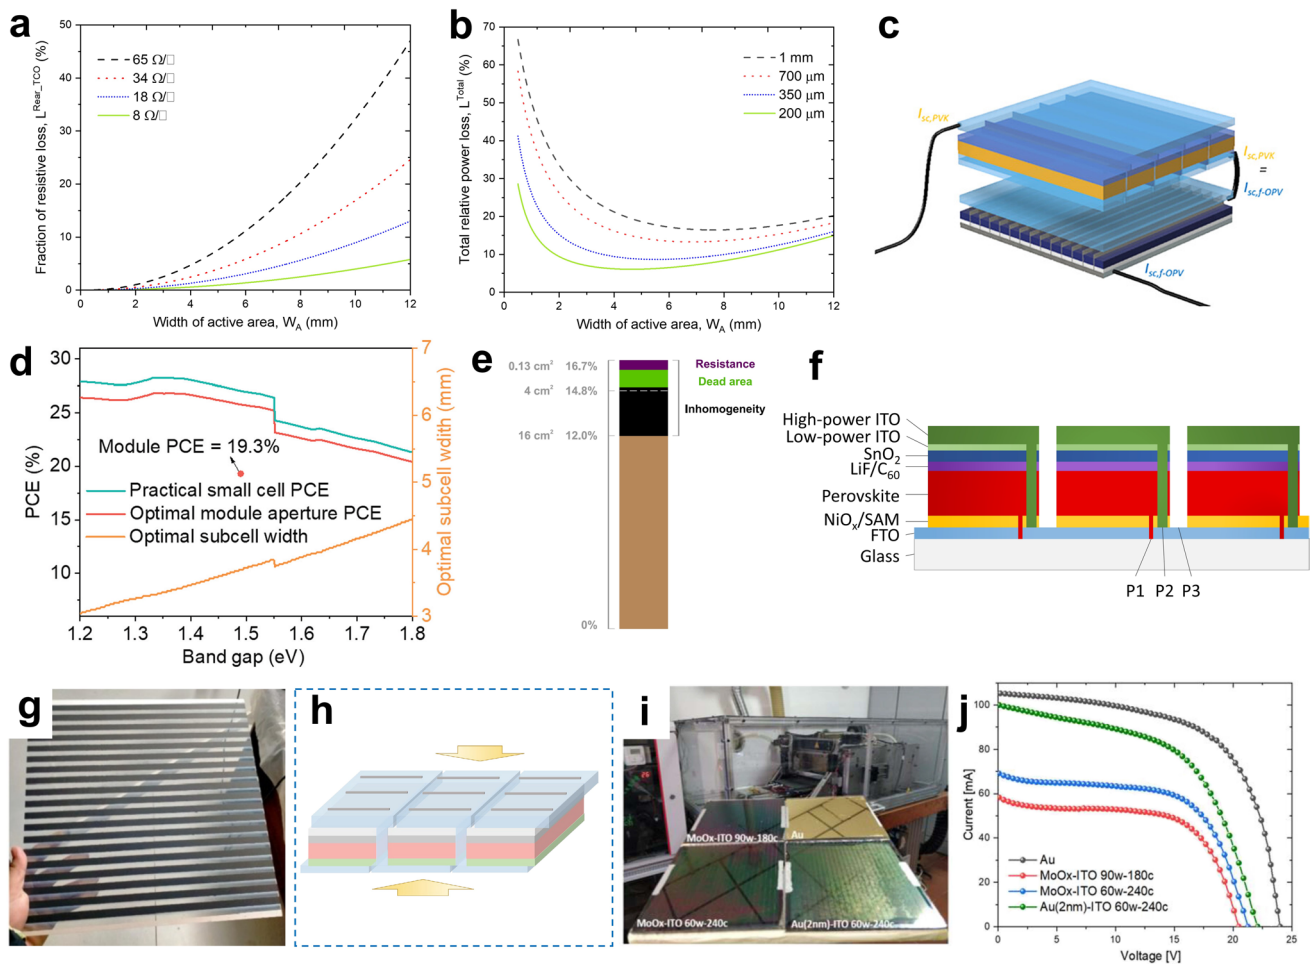 a
50
40
30
20
10
0
Fraction of resistive loss, L^Rear_TCO (%)
65 Ω/□
34 Ω/□
18 Ω/□
8 Ω/□
0 2 4 6 8 10 12
Width of active area, W_A (mm)
b
70
60
50
40
30
20
10
0
Total relative power loss, L^Total (%)
1 mm
700 μm
350 μm
200 μm
0 2 4 6 8 10 12
Width of active area, W_A (mm)
c
I_sc,PVK
I_sc,PVK
=
I_sc,f-OPV
I_sc,f-OPV
d
30
25
20
15
10
PCE (%)
Module PCE = 19.3%
Practical small cell PCE
Optimal module aperture PCE
Optimal subcell width
7
6
5
4
3
Optimal subcell wdith (mm)
1.2 1.3 1.4 1.5 1.6 1.7 1.8
Band gap (eV)
e
0.13 cm² 16.7%
4 cm² 14.8%
16 cm² 12.0%
0%
Resistance
Dead area
Inhomogeneity
f
High-power ITO
Low-power ITO
SnO₂
LiF/C₆₀
Perovskite
NiOₓ/SAM
FTO
Glass
P1 P2 P3
g
h
i
MoOx-ITO 90w-180c
Au
MoOx-ITO 60w-240c
Au(2nm)-ITO 60w-240c
j
100
80
60
40
20
0
Current [mA]
Au
MoOx-ITO 90w-180c
MoOx-ITO 60w-240c
Au(2nm)-ITO 60w-240c
0 5 10 15 20 25
Voltage [V]